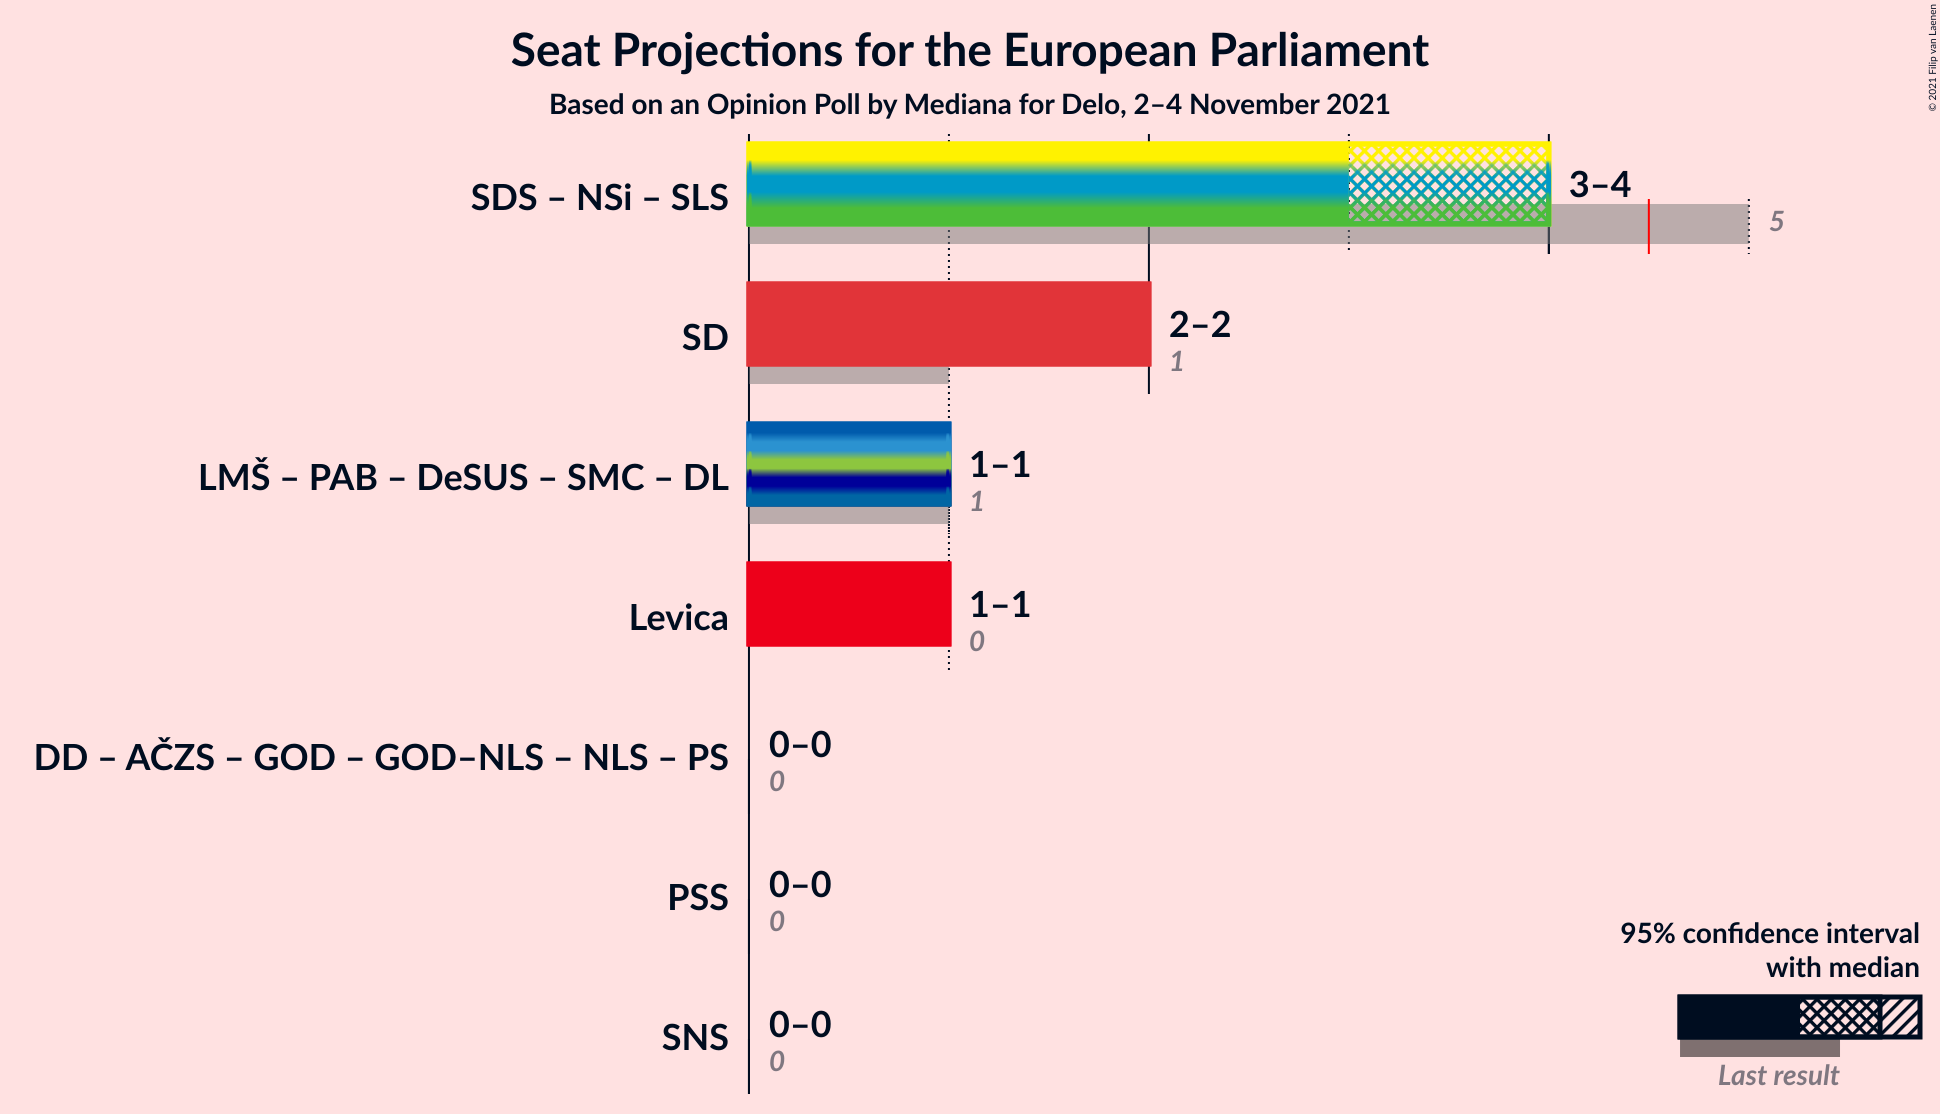 Seat Projections for the European Parliament
Based on an Opinion Poll by Mediana for Delo, 2–4 November 2021
© 2021 Filip van Laenen
SDS – NSi – SLS
3–4
5
SD
2–2
1
LMŠ – PAB – DeSUS – SMC – DL
1–1
1
Levica
1–1
0
DD – AČZS – GOD – GOD–NLS – NLS – PS
0–0
0
PSS
0–0
0
SNS
0–0
0
95% confidence interval
with median
Last result